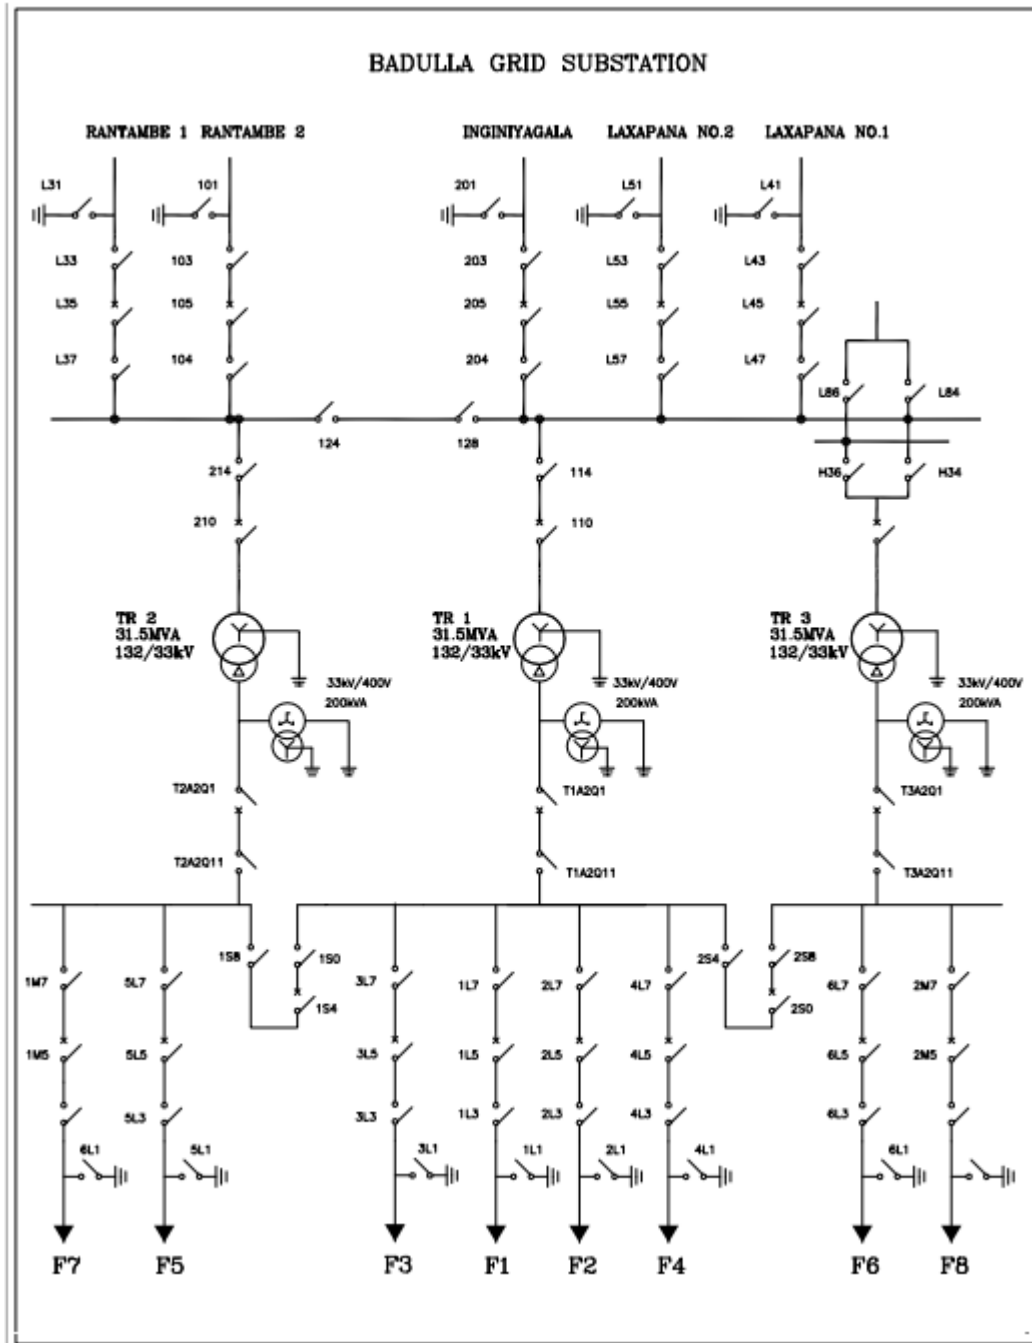 BADULLA GRID SUBSTATION
RANTAMBE 1 RANTAMBE 2 INGINIYAGALA LAXAPANA NO.2 LAXAPANA NO.1
L31 101 201 L51 L41
L33 103 203 L53 L43
L35 105 205 L55 L45
L37 104 204 L57 L47
L86 L84
124 128
214 114 H36 H34
210 110
TR 2 TR 1 TR 3
31.5MVA 31.5MVA 31.5MVA
132/33kV 132/33kV 132/33kV
33kV/400V 33kV/400V 33kV/400V
200kVA 200kVA 200kVA
T2A2Q1 T1A2Q1 T3A2Q1
T2A2Q11 T1A2Q11 T3A2Q11
1S8 1S0 2S4 2S8
1M7 5L7 3L7 1L7 2L7 4L7 6L7 2M7
1S4 2S0
1M5 5L5 3L5 1L5 2L5 4L5 6L5 2M5
5L3 3L3 1L3 2L3 4L3 6L3
6L1 5L1 3L1 1L1 2L1 4L1 6L1
F7 F5 F3 F1 F2 F4 F6 F8